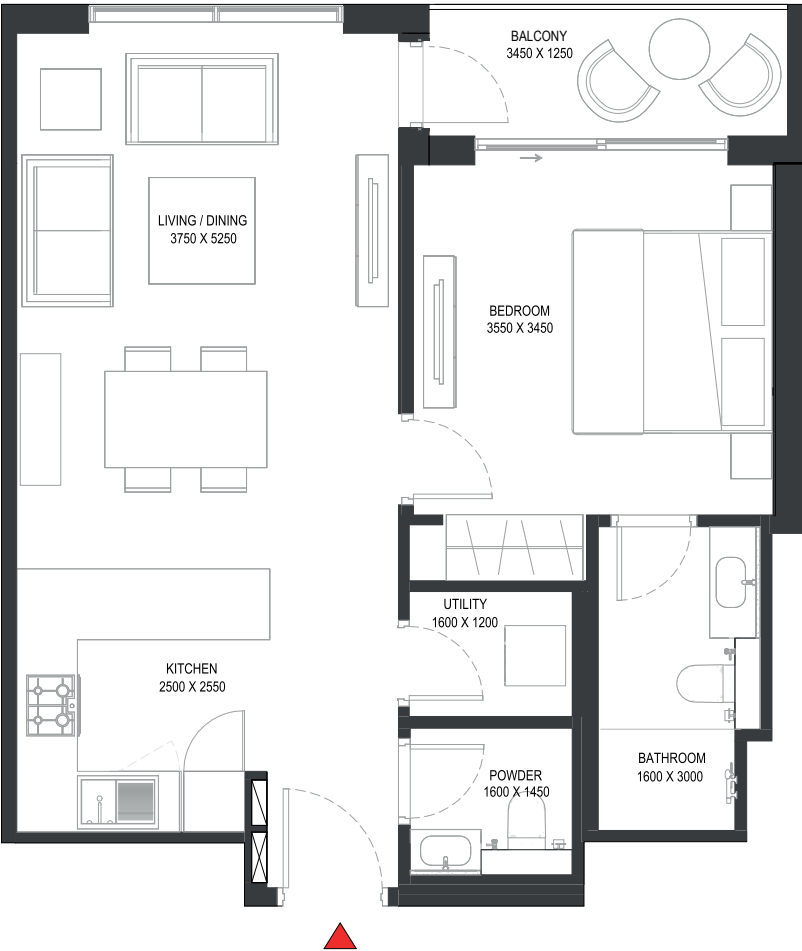 BALCONY
3450 X 1250
LIVING / DINING
3750 X 5250
BEDROOM
3550 X 3450
UTILITY
1600 X 1200
KITCHEN
2500 X 2550
POWDER
1600 X 1450
BATHROOM
1600 X 3000